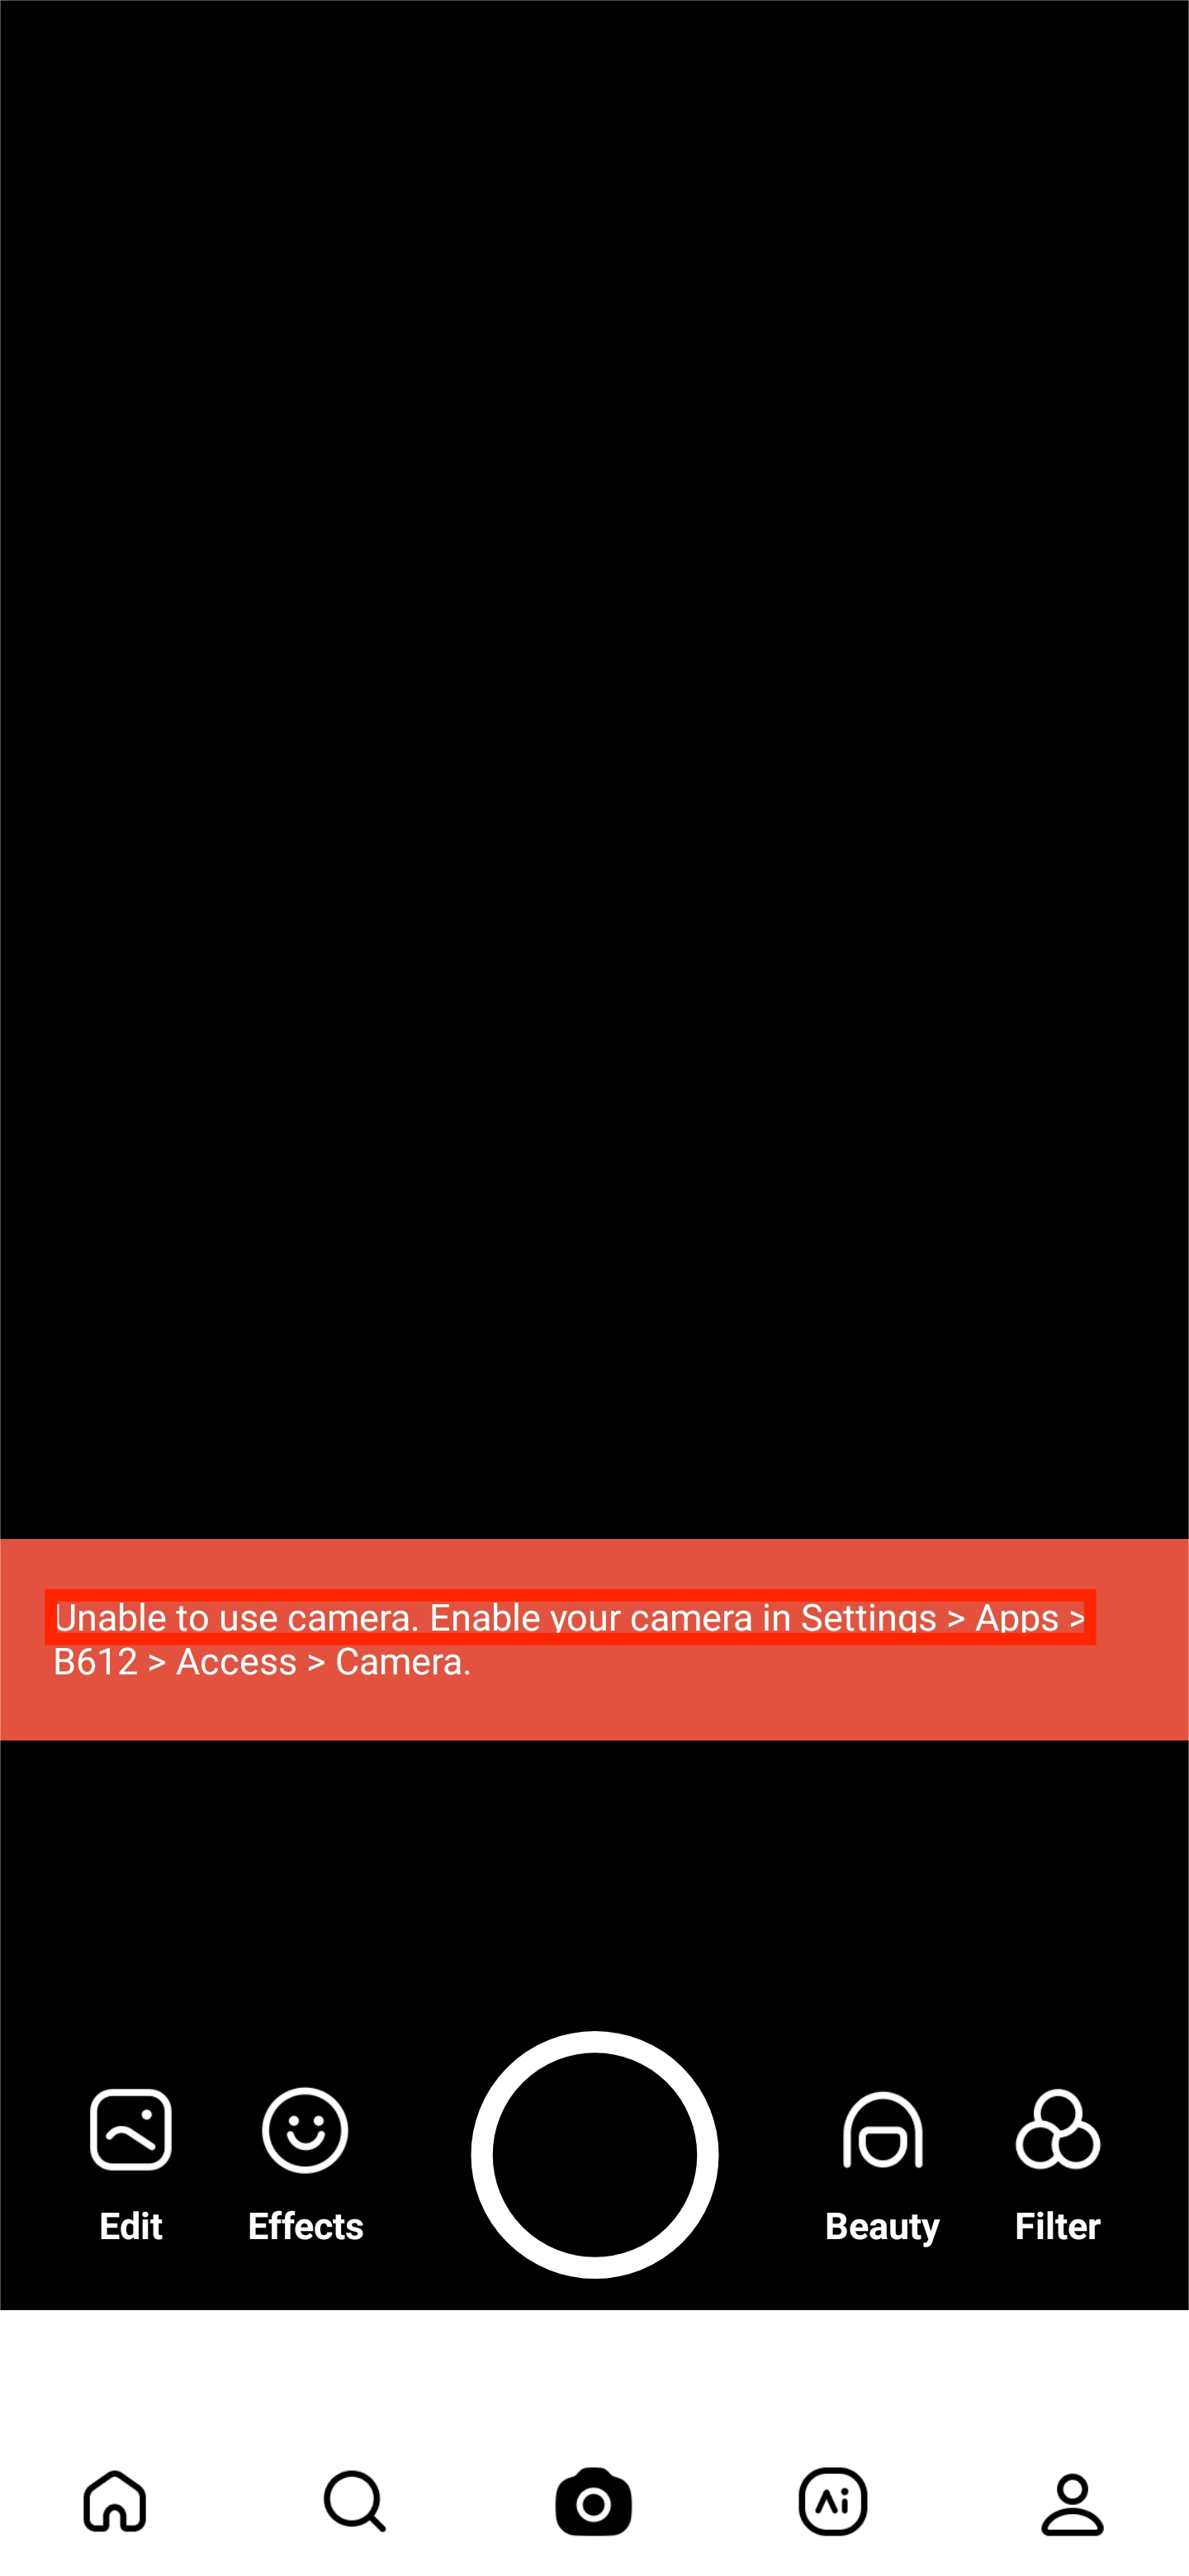 Unable to use camera. Enable your camera in Settings > Apps >
B612 > Access > Camera.
Edit Effects Beauty Filter
Ai